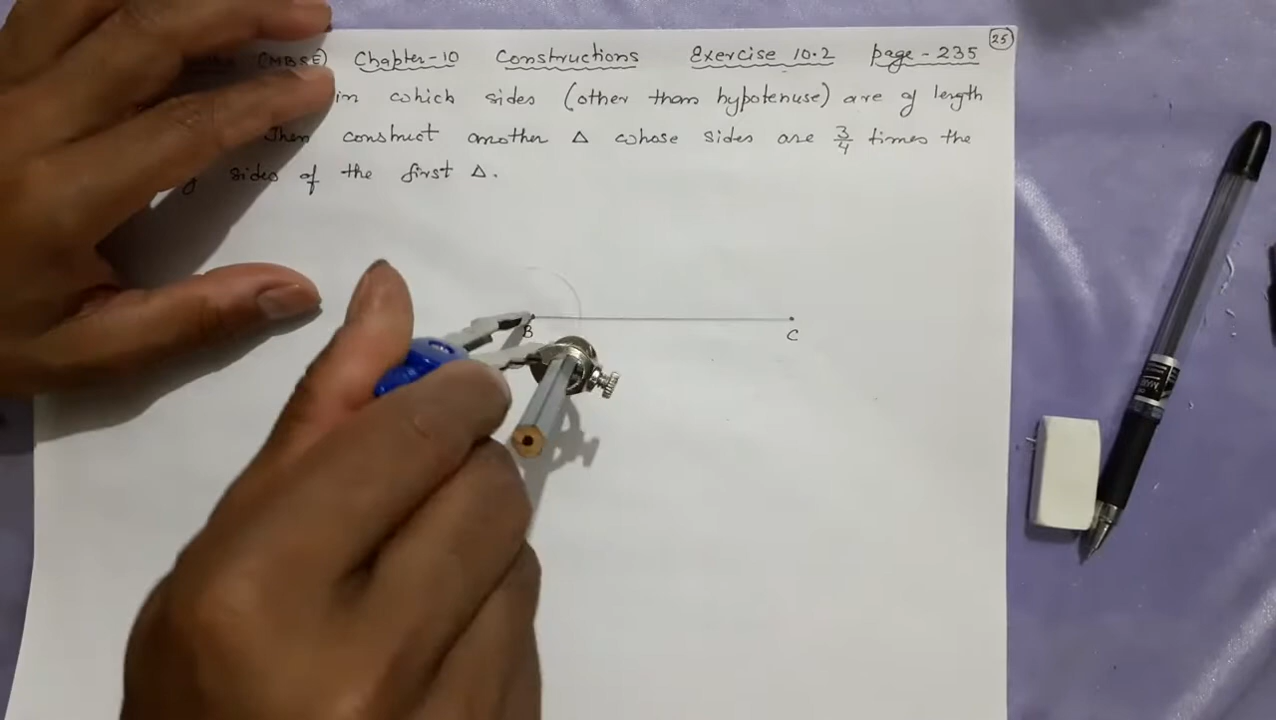 (MBSE) Chapter-10 Constructions Exercise 10.2 page-235 25
in which sides (other than hypotenuse) are of length
Then construct another Δ whose sides are 3/4 times the
sides of the first Δ.
B C